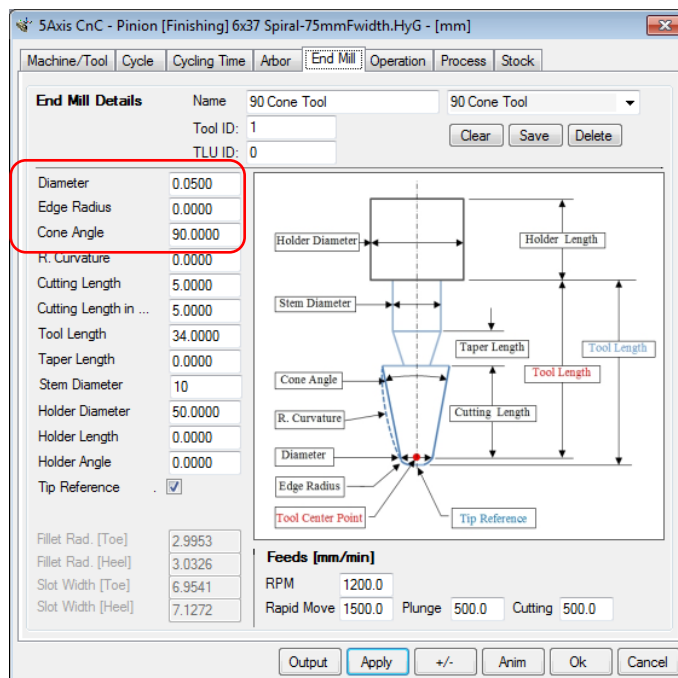 5Axis CnC - Pinion [Finishing] 6x37 Spiral-75mmFwidth.HyG - [mm]
Machine/Tool Cycle Cycling Time Arbor End Mill Operation Process Stock
End Mill Details Name 90 Cone Tool 90 Cone Tool
Tool ID: 1 Clear Save Delete
TLU ID: 0
Diameter 0.0500
Edge Radius 0.0000
Cone Angle 90.0000
R. Curvature 0.0000
Cutting Length 5.0000
Cutting Length in ... 5.0000
Tool Length 34.0000
Taper Length 0.0000
Stem Diameter 10
Holder Diameter 50.0000
Holder Length 0.0000
Holder Angle 0.0000
Tip Reference .
Holder Diameter Holder Length
Stem Diameter
Taper Length Tool Length
Tool Length
Cone Angle
R. Curvature Cutting Length
Diameter
Edge Radius
Tool Center Point Tip Reference
Fillet Rad. [Toe] 2.9953
Fillet Rad. [Heel] 3.0326
Slot Width [Toe] 6.9541
Slot Width [Heel] 7.1272
Feeds [mm/min]
RPM 1200.0
Rapid Move 1500.0 Plunge 500.0 Cutting 500.0
Output Apply +/- Anim Ok Cancel